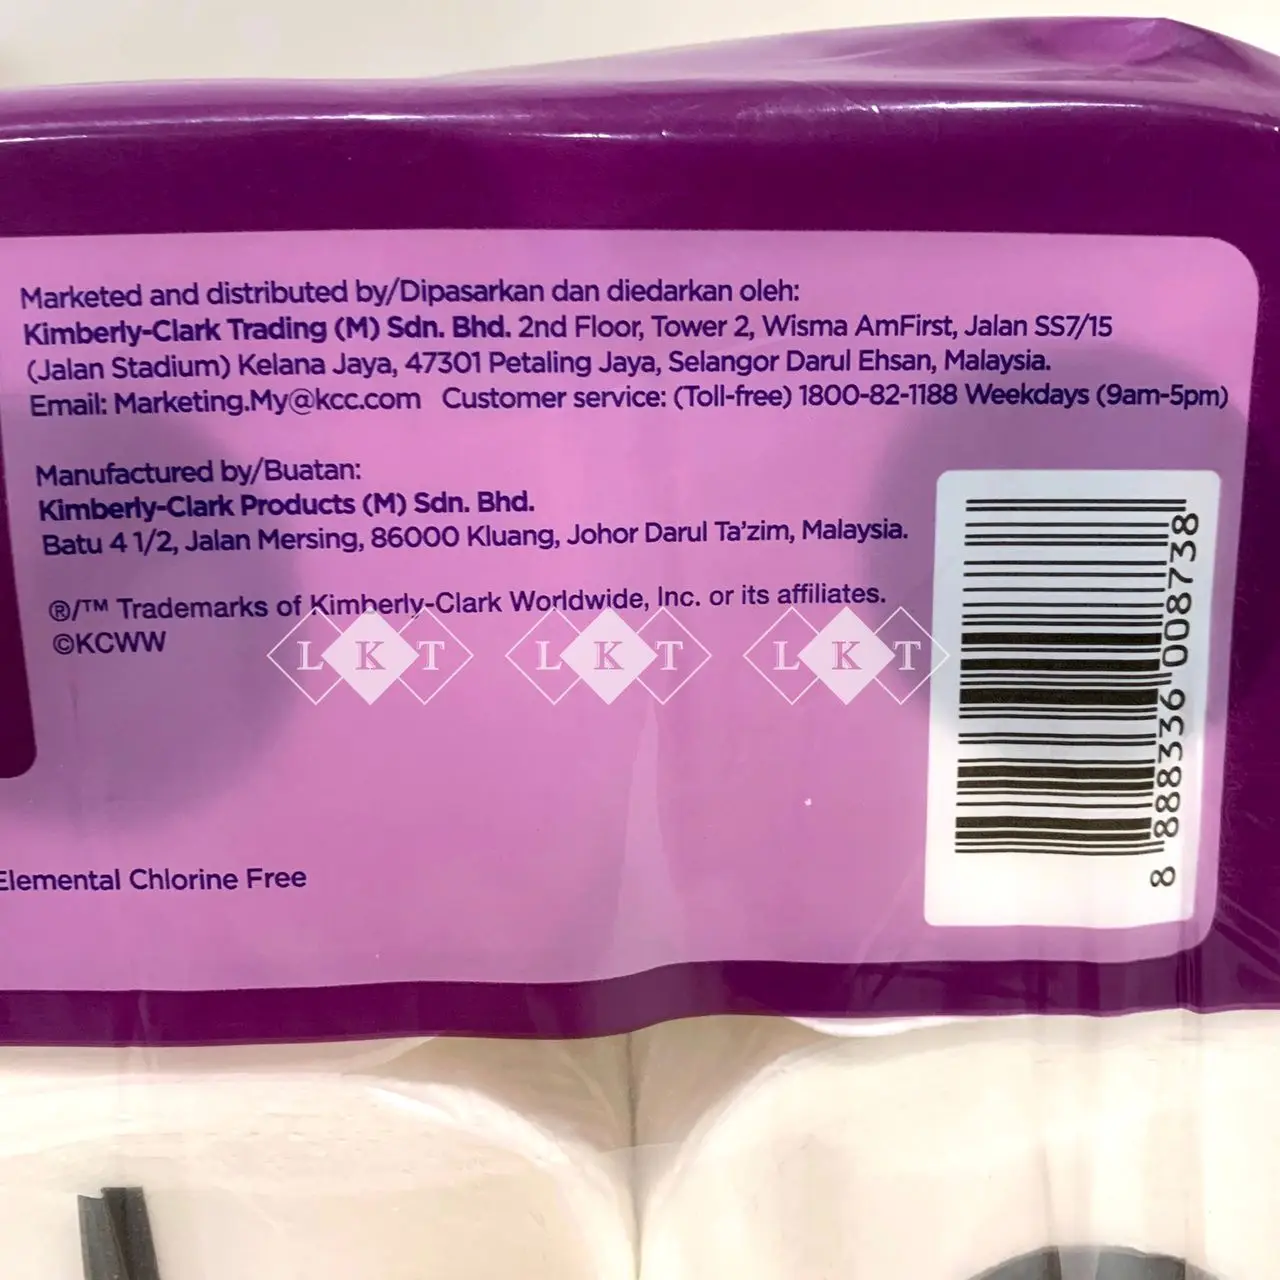 Marketed and distributed by/Dipasarkan dan diedarkan oleh:
Kimberly-Clark Trading (M) Sdn. Bhd. 2nd Floor, Tower 2, Wisma AmFirst, Jalan SS7/15
(Jalan Stadium) Kelana Jaya, 47301 Petaling Jaya, Selangor Darul Ehsan, Malaysia.
Email: Marketing.My@kcc.com Customer service: (Toll-free) 1800-82-1188 Weekdays (9am-5pm)
Manufactured by/Buatan:
Kimberly-Clark Products (M) Sdn. Bhd.
Batu 4 1/2, Jalan Mersing, 86000 Kluang, Johor Darul Ta'zim, Malaysia.
®/™ Trademarks of Kimberly-Clark Worldwide, Inc. or its affiliates.
©KCWW
LKT LKT LKT
Elemental Chlorine Free
8 888336 008738